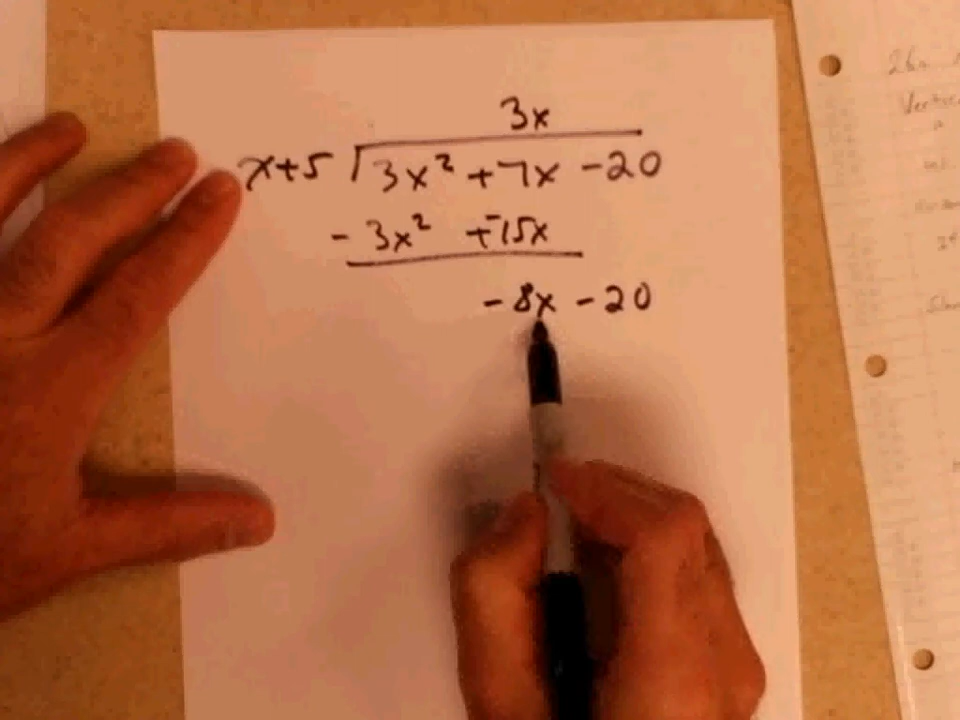 3x
x+5 3x² +7x -20
- 3x² +-15x
-8x -20